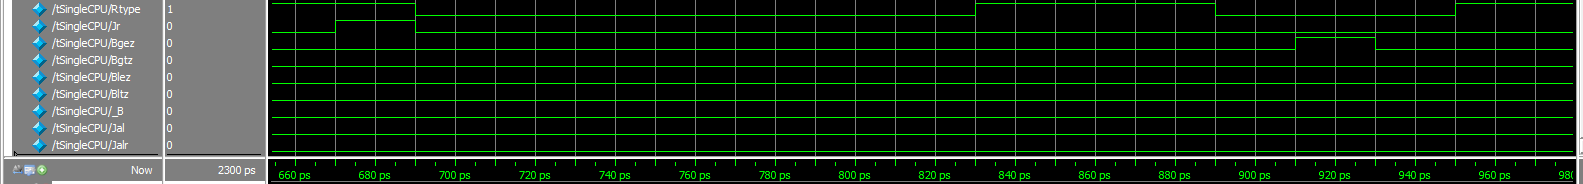 /tSingleCPU/Rtype 1
/tSingleCPU/Jr 0
/tSingleCPU/Bgez 0
/tSingleCPU/Bgtz 0
/tSingleCPU/Blez 0
/tSingleCPU/Bltz 0
/tSingleCPU/_B 0
/tSingleCPU/Jal 0
/tSingleCPU/Jalr 0
Now 2300 ps 660 ps 680 ps 700 ps 720 ps 740 ps 760 ps 780 ps 800 ps 820 ps 840 ps 860 ps 880 ps 900 ps 920 ps 940 ps 960 ps 980